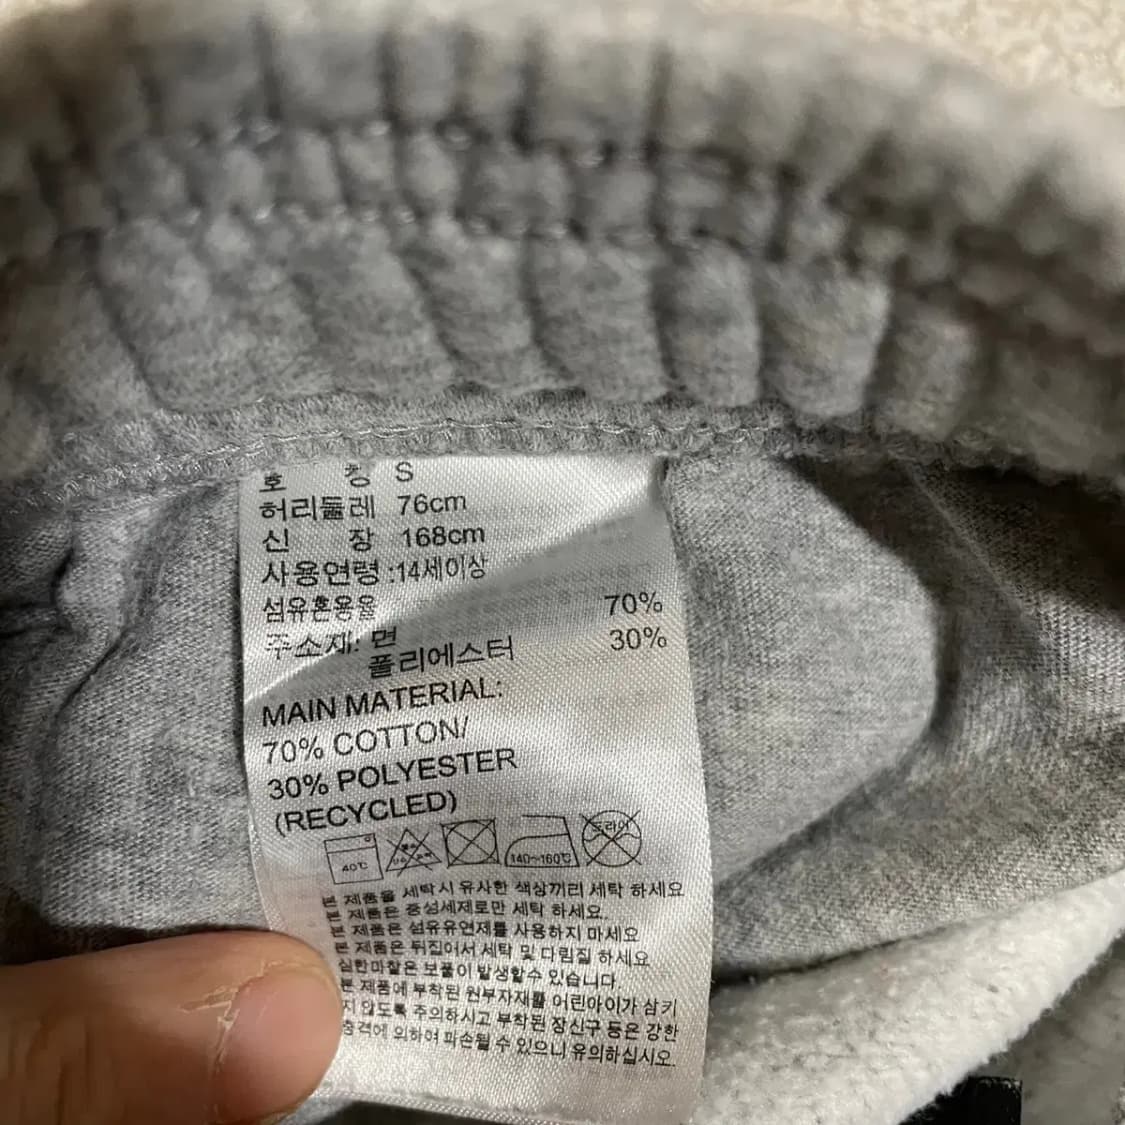 호 칭 S
허리둘레 76cm
신 장 168cm
사용연령 :14세이상
섬유혼용율
주소재: 면 70%
폴리에스터 30%
MAIN MATERIAL:
70% COTTON/
30% POLYESTER
(RECYCLED)
40℃ 140~160℃ 드라이
본 제품을 세탁시 유사한 색상끼리 세탁 하세요
본 제품은 중성세제로만 세탁 하세요.
본 제품은 섬유유연제를 사용하지 마세요
본 제품은 뒤집어서 세탁 및 다림질 하세요
심한마찰은 보풀이 발생할수 있습니다.
본 제품에 부착된 원부자재를 어린아이가 삼키
지 않도록 주의하시고 부착된 장신구 등은 강한
충격에 의하여 파손될 수 있으니 유의하십시오.